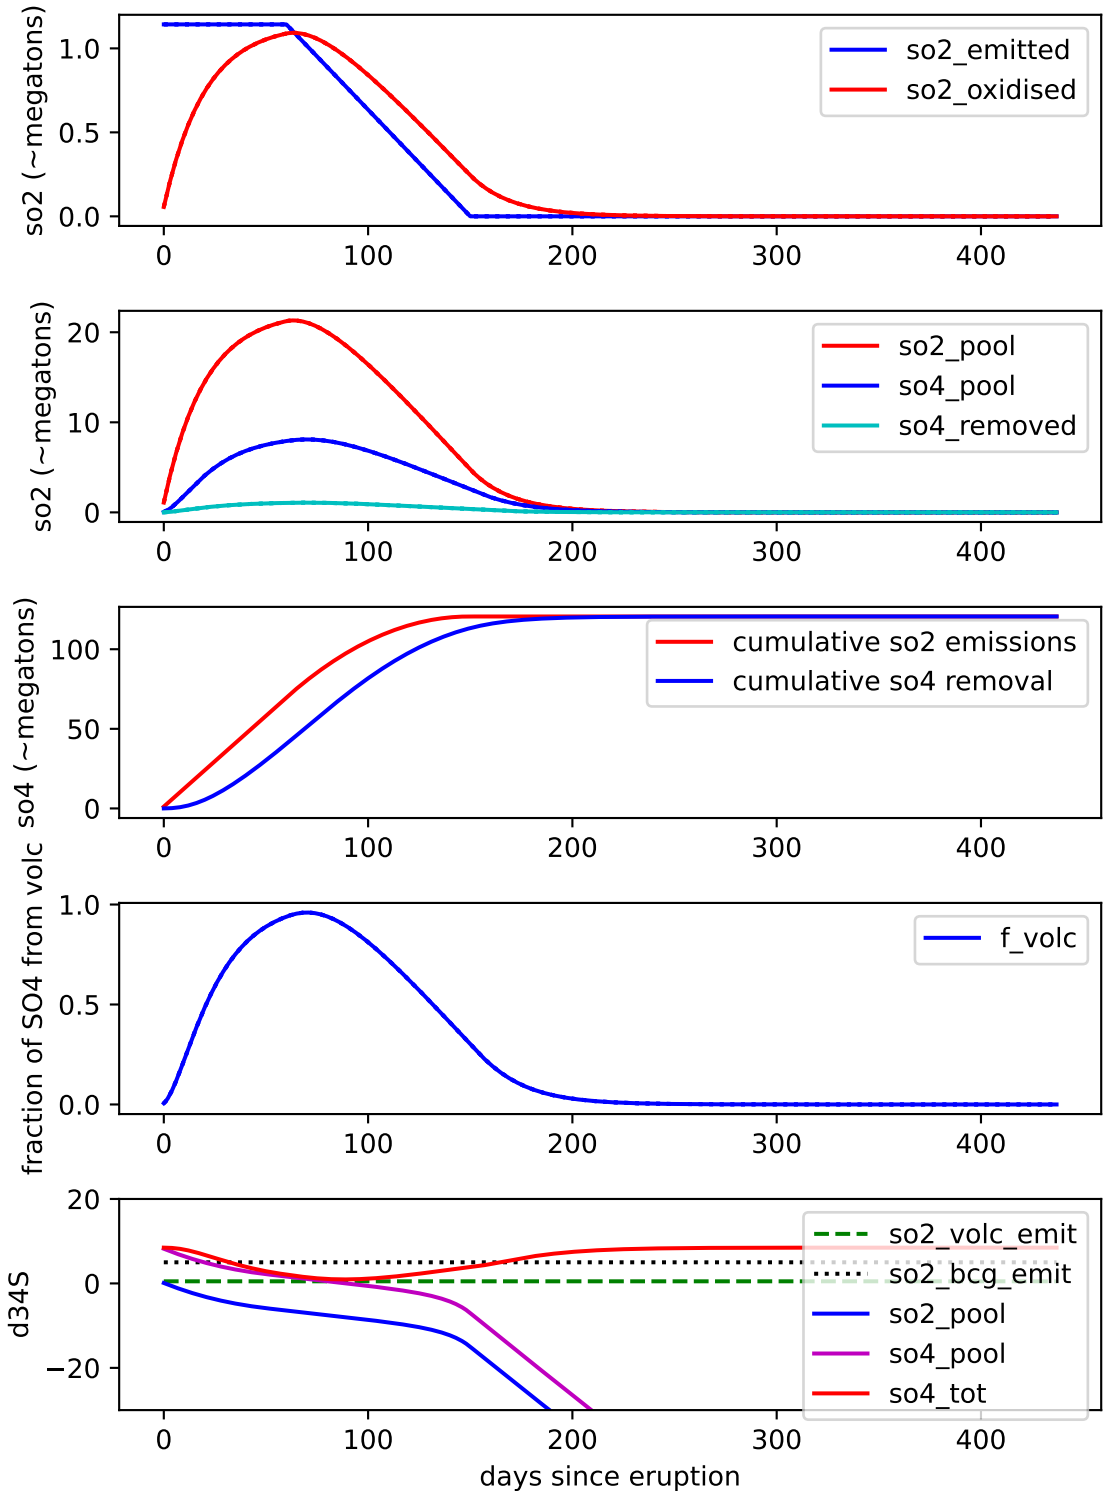 so2 (~megatons)
1.0
0.5
0.0
so2_emitted
so2_oxidised
0
100
200
300
400
so2 (~megatons)
20
10
0
so2_pool
so4_pool
so4_removed
0
100
200
300
400
so4 (~megatons)
100
50
0
cumulative so2 emissions
cumulative so4 removal
0
100
200
300
400
fraction of SO4 from volc
1.0
0.5
0.0
f_volc
0
100
200
300
400
d34S
20
0
−20
so2_volc_emit
so2_bcg_emit
so2_pool
so4_pool
so4_tot
0
100
200
300
400
days since eruption